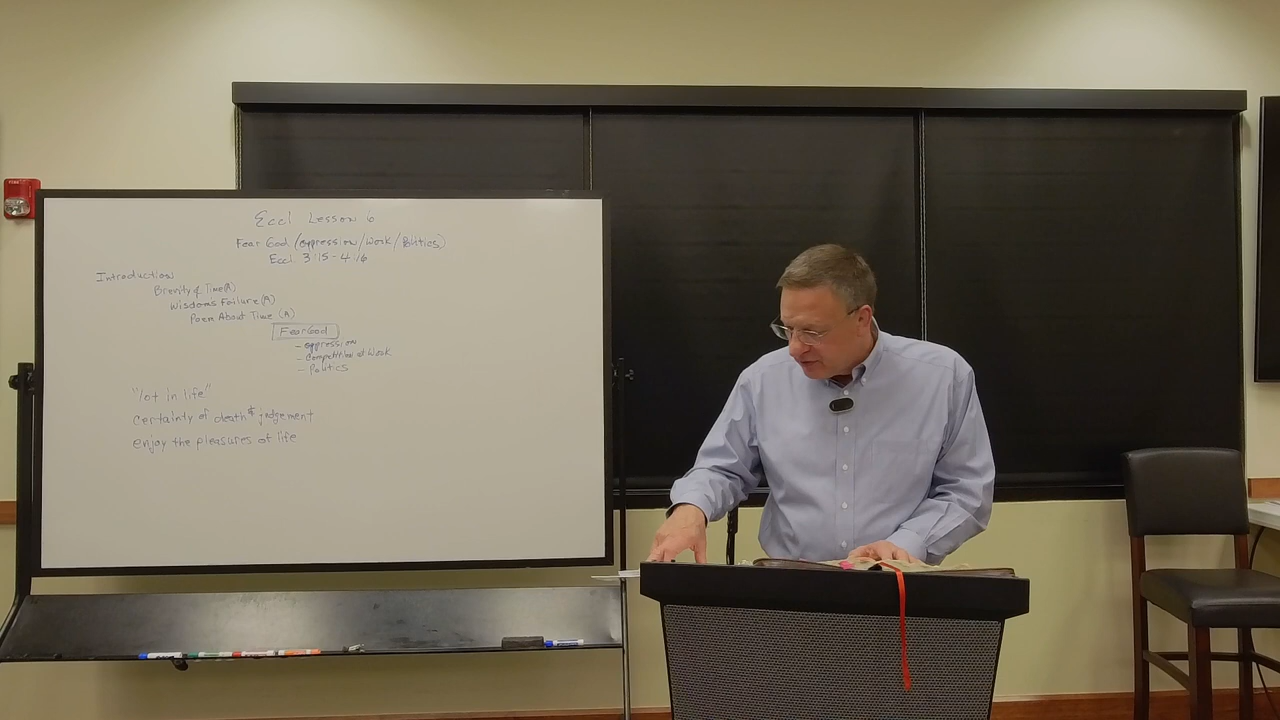 Eccl Lesson 6
Fear God (oppression/Work/Politics)
Eccl 3:15-4:16
Introduction
Brevity of Time (A)
Wisdom's Failure (A)
Poem About Time (A)
Fear God
- oppression
- Competition at Work
- Politics
"lot in life"
certainty of death & judgement
enjoy the pleasures of life
FIRE